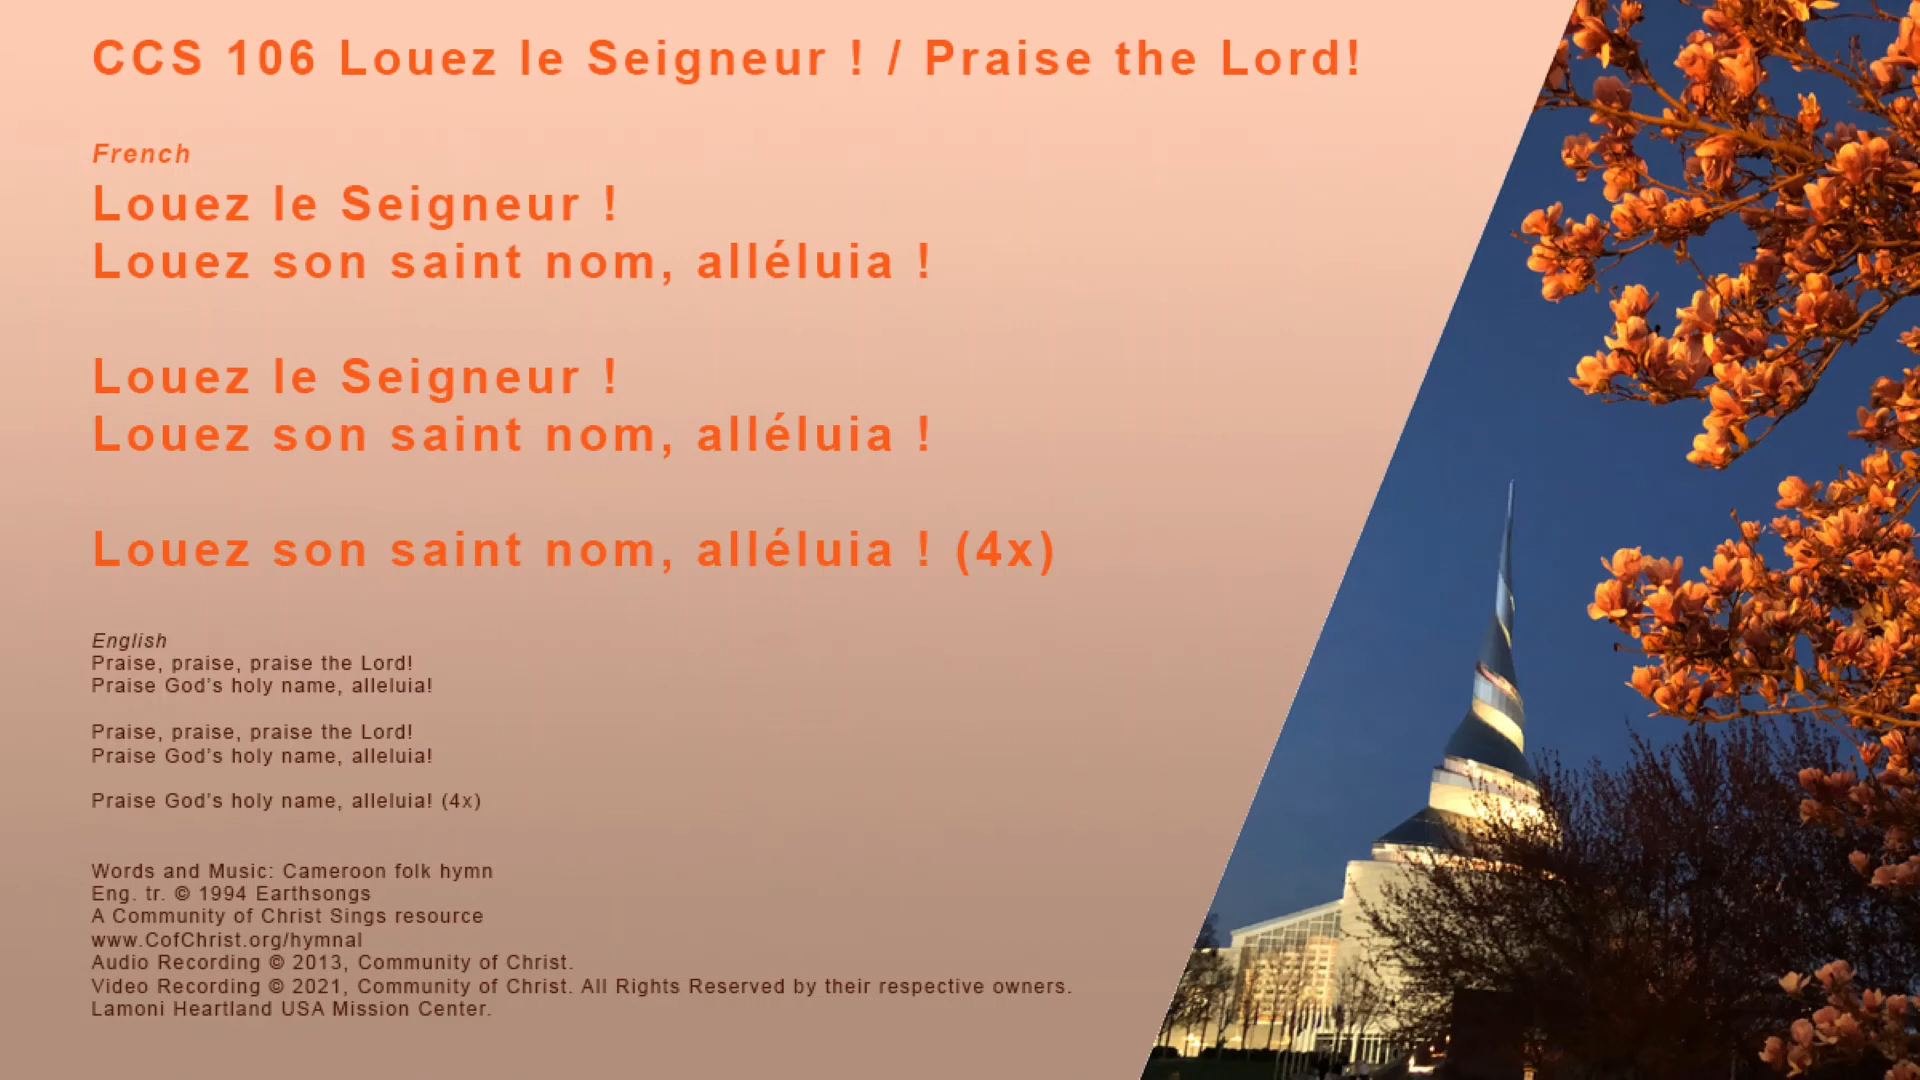 CCS 106 Louez le Seigneur ! / Praise the Lord!
French
Louez le Seigneur !
Louez son saint nom, alléluia !
Louez le Seigneur !
Louez son saint nom, alléluia !
Louez son saint nom, alléluia ! (4x)
English
Praise, praise, praise the Lord!
Praise God’s holy name, alleluia!
Praise, praise, praise the Lord!
Praise God’s holy name, alleluia!
Praise God’s holy name, alleluia! (4x)
Words and Music: Cameroon folk hymn
Eng. tr. © 1994 Earthsongs
A Community of Christ Sings resource
www.CofChrist.org/hymnal
Audio Recording © 2013, Community of Christ.
Video Recording © 2021, Community of Christ. All Rights Reserved by their respective owners.
Lamoni Heartland USA Mission Center.